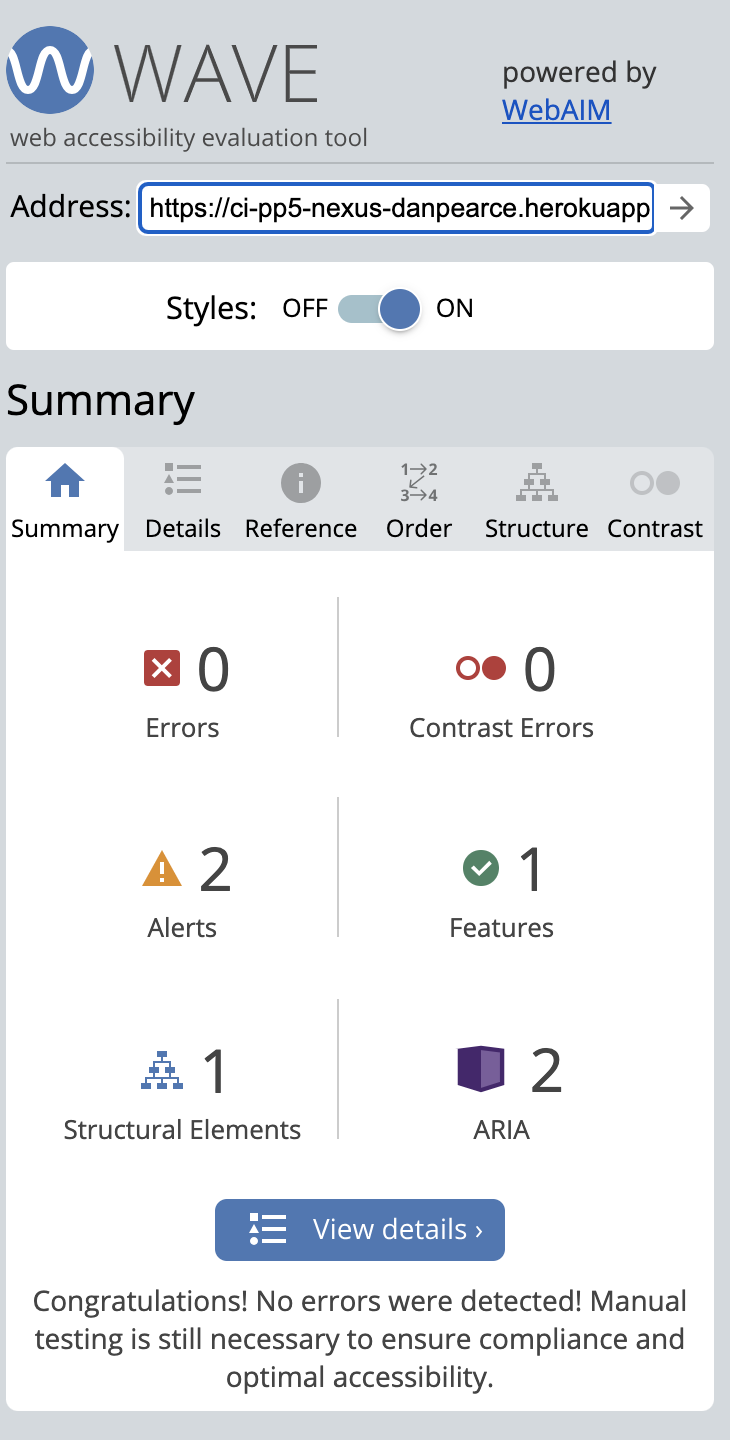 WAVE
powered by
WebAIM
web accessibility evaluation tool
Address: https://ci-pp5-nexus-danpearce.herokuapp
Styles: OFF ON
Summary
1→2
3→4
Summary Details Reference Order Structure Contrast
0 0
Errors Contrast Errors
2 1
Alerts Features
1 2
Structural Elements ARIA
View details ›
Congratulations! No errors were detected! Manual
testing is still necessary to ensure compliance and
optimal accessibility.